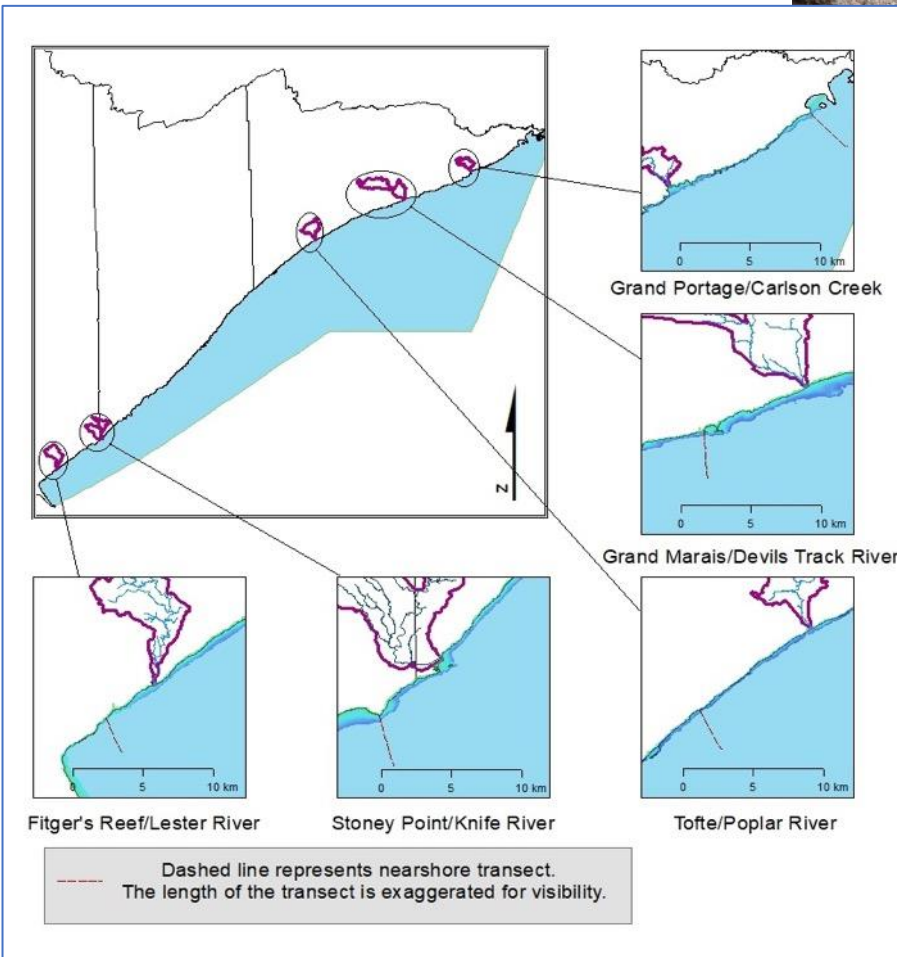 0 5 10 km
Grand Portage/Carlson Creek
0 5 10 km
Grand Marais/Devils Track River
N
0 5 10 km
Fitger's Reef/Lester River
0 5 10 km
Stoney Point/Knife River
0 5 10 km
Tofte/Poplar River
Dashed line represents nearshore transect.
The length of the transect is exaggerated for visibility.